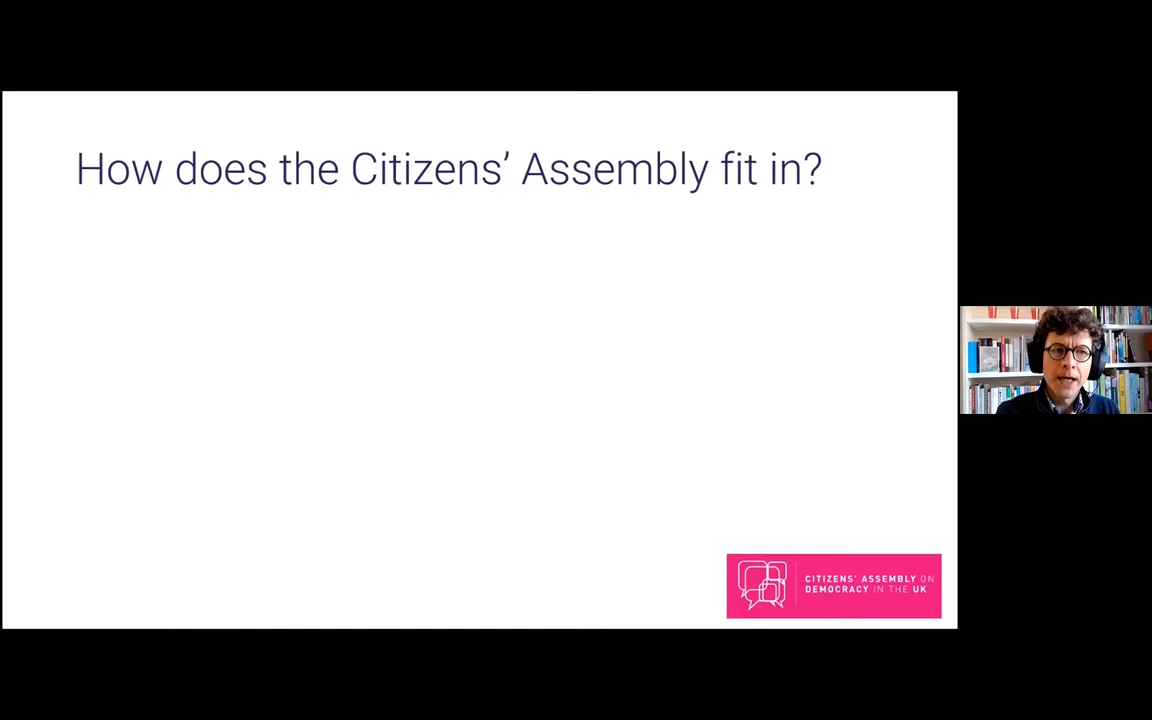 How does the Citizens’ Assembly fit in?
CITIZENS’ ASSEMBLY ON
DEMOCRACY IN THE UK